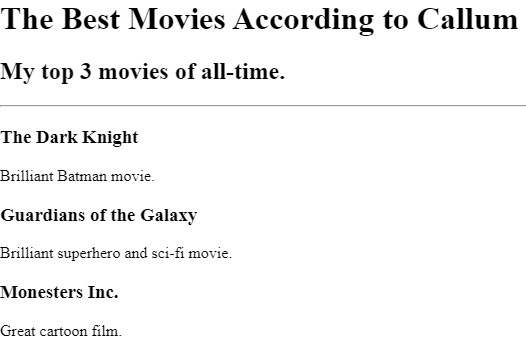 The Best Movies According to Callum
My top 3 movies of all-time.
The Dark Knight
Brilliant Batman movie.
Guardians of the Galaxy
Brilliant superhero and sci-fi movie.
Monesters Inc.
Great cartoon film.